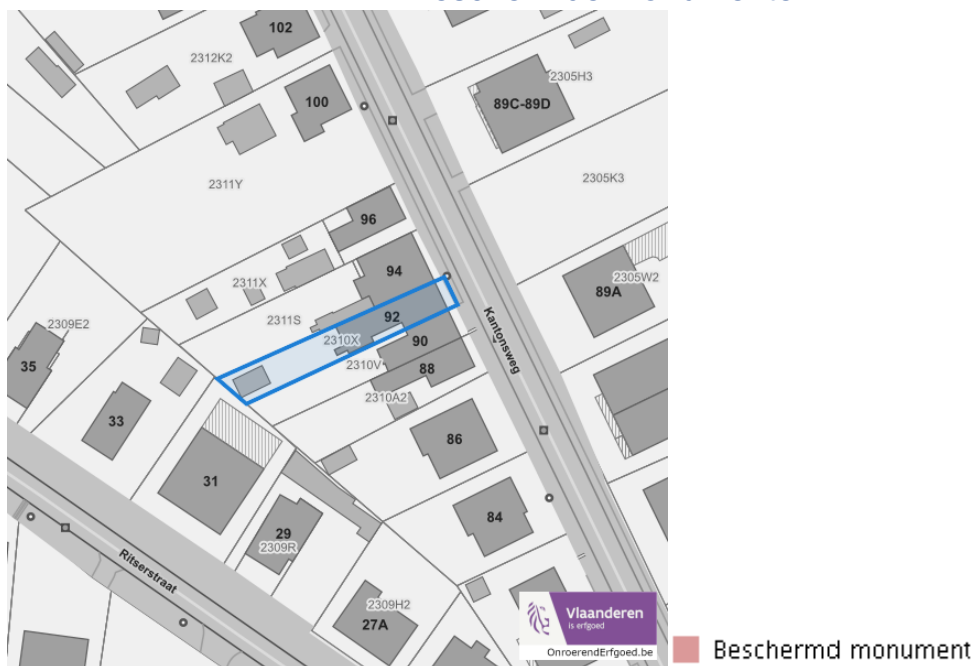 102
2312K2
2305H3
100
89C-89D
2311Y
2305K3
96
94
2311X
2305W2
89A
2311S
92
2309E2
2310X
Kantonsweg
90
35
2310V
88
2310A2
33
86
31
84
29
2309R
Ritserstraat
2309H2
27A
Vlaanderen
is erfgoed
OnroerendErfgoed.be
Beschermd monument